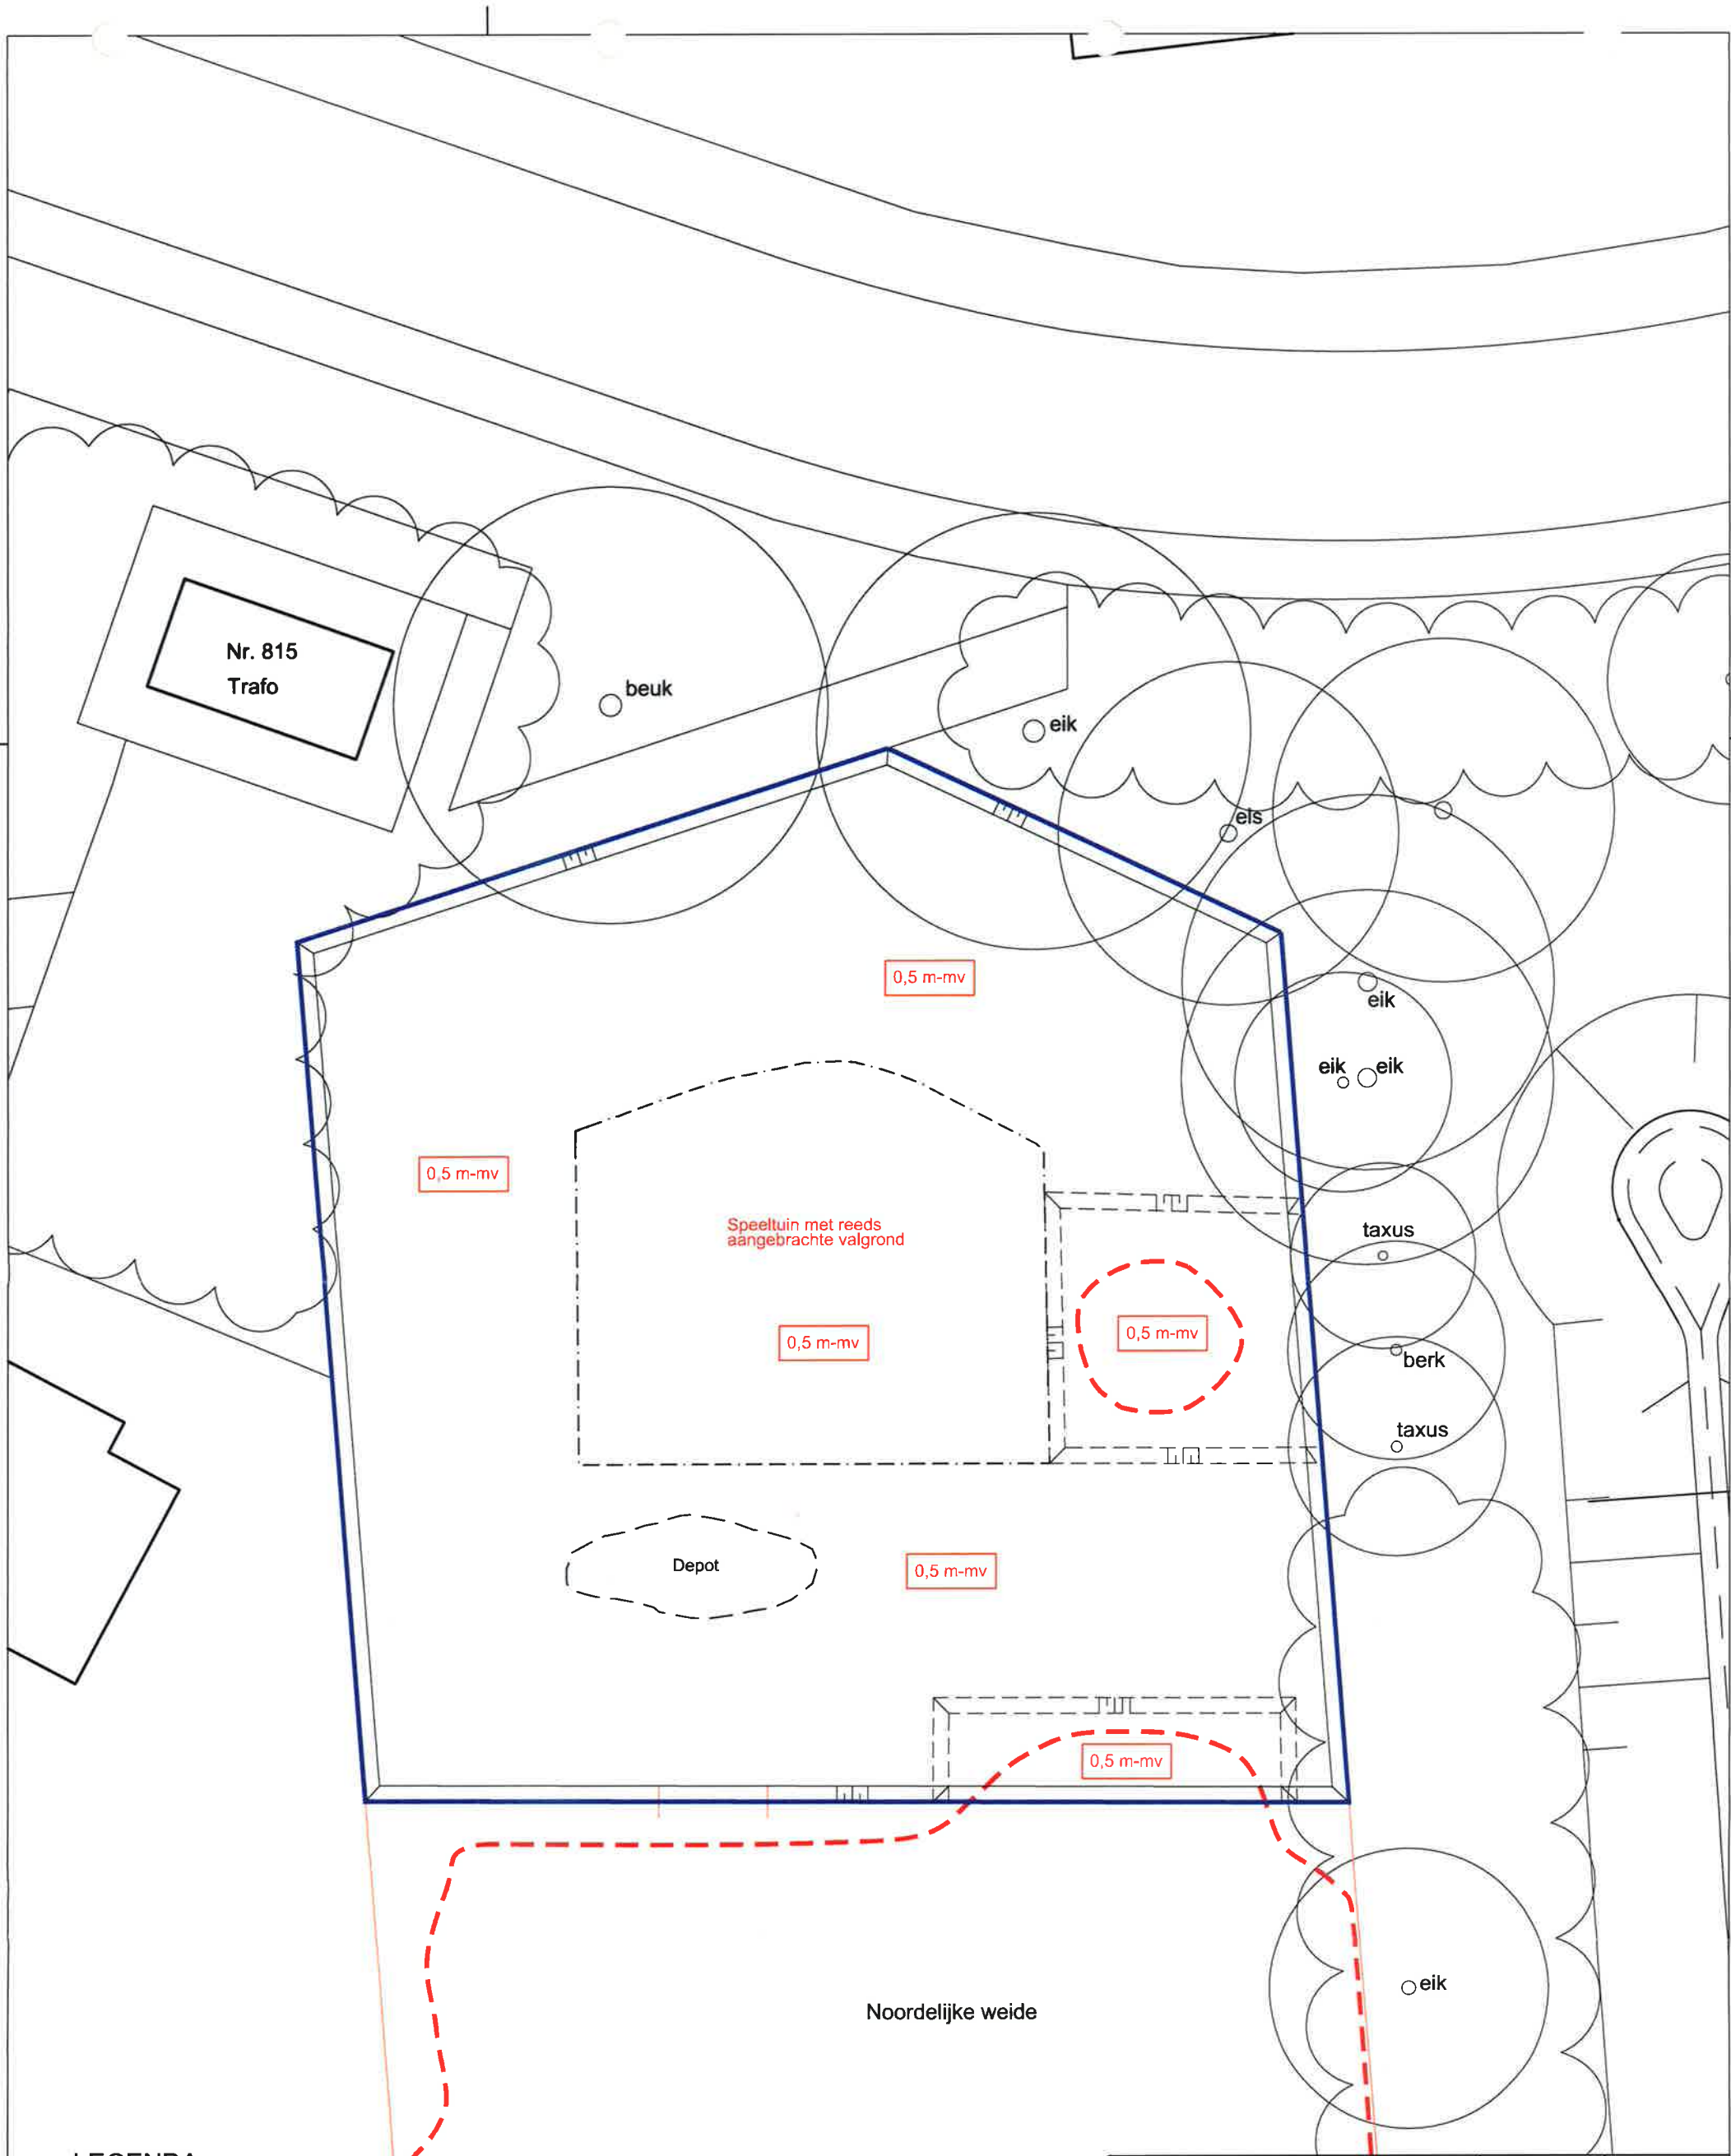 Nr. 815
Trafo
beuk
eik
els
0,5 m-mv
eik
eik
eik
0,5 m-mv
Speeltuin met reeds
aangebrachte valgrond
taxus
0,5 m-mv
0,5 m-mv
berk
taxus
Depot
0,5 m-mv
0,5 m-mv
eik
Noordelijke weide